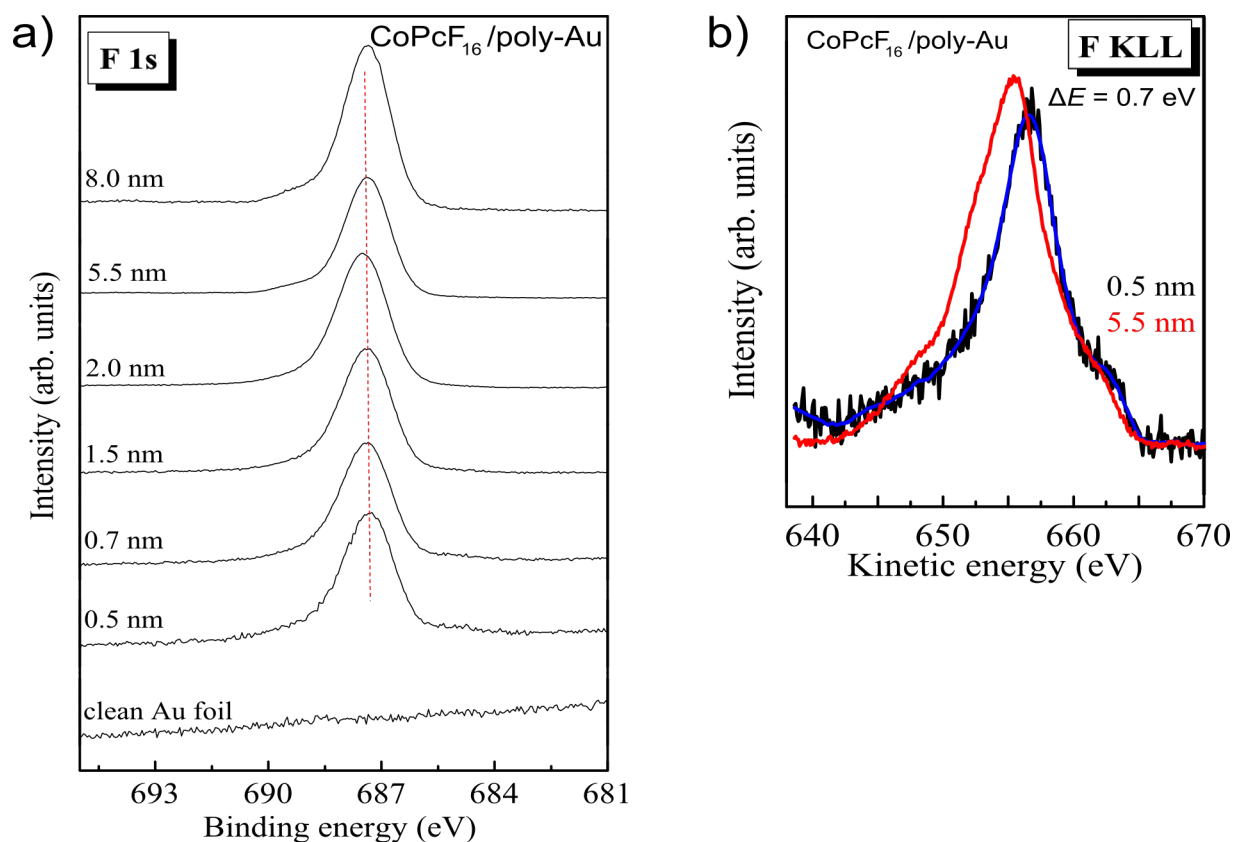 a)
F 1s
CoPcF₁₆/poly-Au
8.0 nm
5.5 nm
2.0 nm
1.5 nm
0.7 nm
0.5 nm
clean Au foil
Intensity (arb. units)
693 690 687 684 681
Binding energy (eV)
b)
CoPcF₁₆/poly-Au
F KLL
ΔE = 0.7 eV
0.5 nm
5.5 nm
Intensity (arb. units)
640 650 660 670
Kinetic energy (eV)